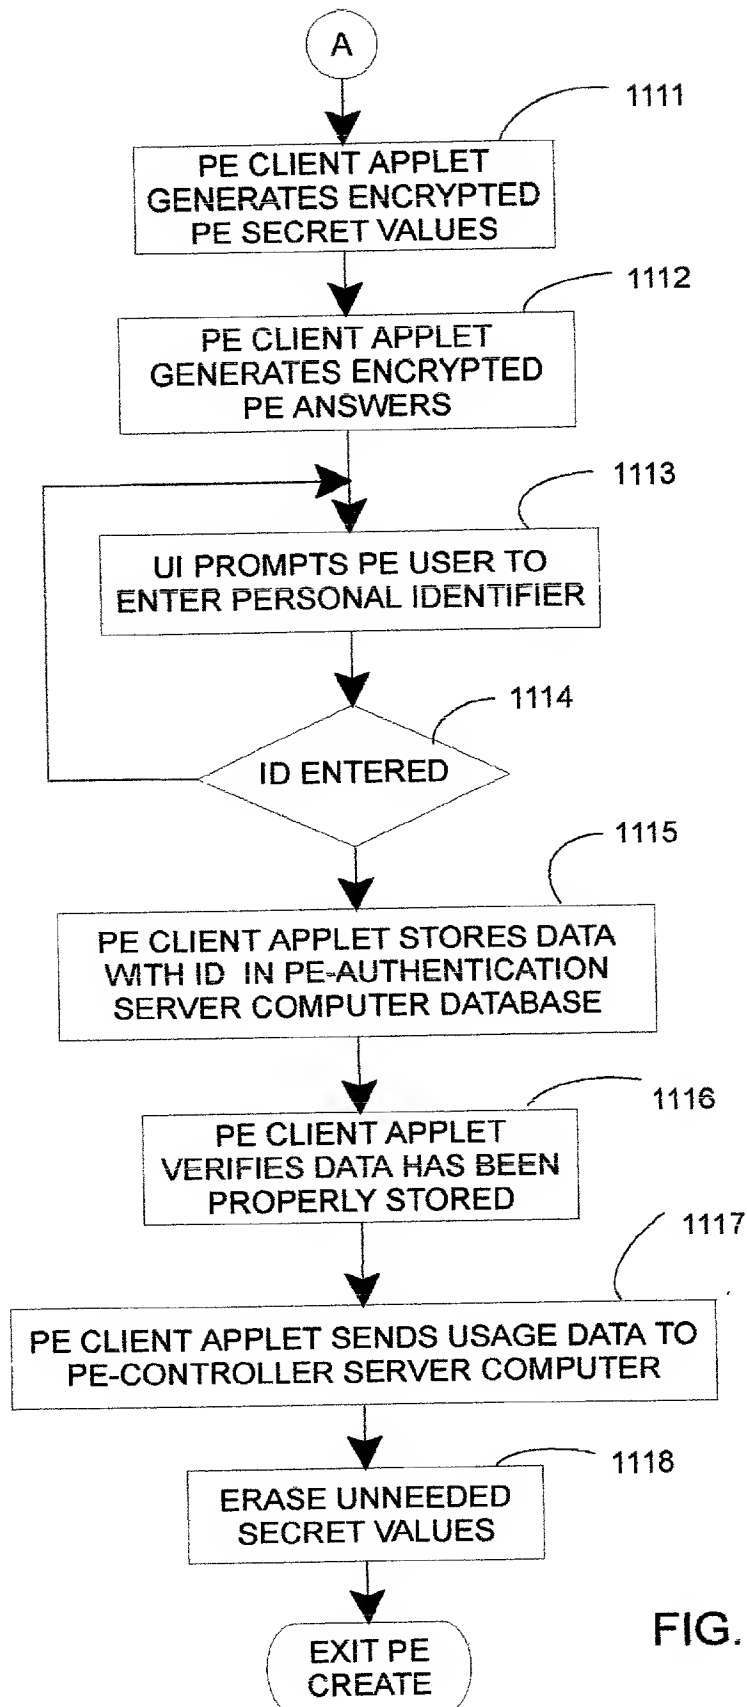 A
1111
PE CLIENT APPLET
GENERATES ENCRYPTED
PE SECRET VALUES
1112
PE CLIENT APPLET
GENERATES ENCRYPTED
PE ANSWERS
1113
UI PROMPTS PE USER TO
ENTER PERSONAL IDENTIFIER
1114
ID ENTERED
1115
PE CLIENT APPLET STORES DATA
WITH ID IN PE-AUTHENTICATION
SERVER COMPUTER DATABASE
1116
PE CLIENT APPLET
VERIFIES DATA HAS BEEN
PROPERLY STORED
1117
PE CLIENT APPLET SENDS USAGE DATA TO
PE-CONTROLLER SERVER COMPUTER
1118
ERASE UNNEEDED
SECRET VALUES
EXIT PE
CREATE
FIG.